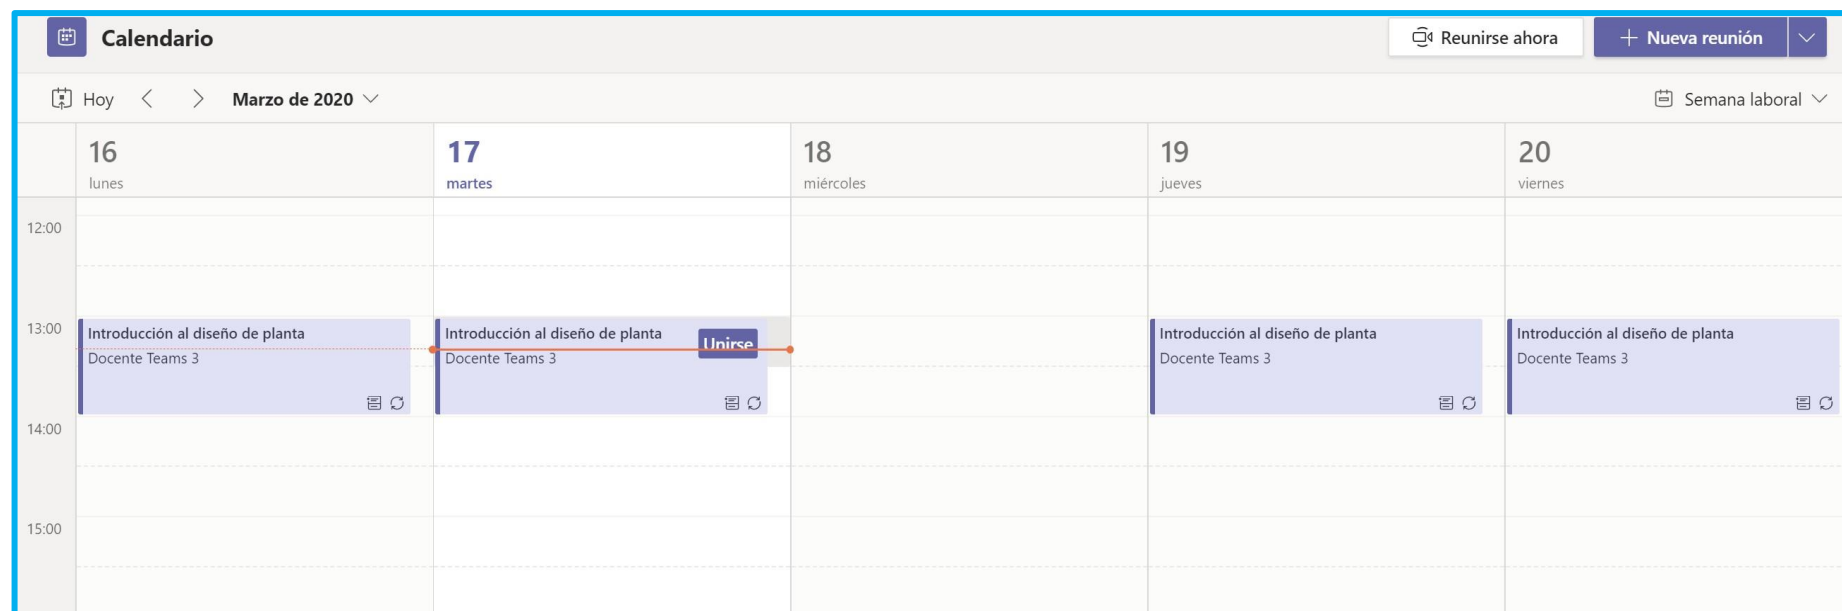 Calendario
Reunirse ahora
Nueva reunión
Hoy
Marzo de 2020
Semana laboral
16
lunes
17
martes
18
miércoles
19
jueves
20
viernes
12:00
13:00
Introducción al diseño de planta
Docente Teams 3
Introducción al diseño de planta
Unirse
Docente Teams 3
Introducción al diseño de planta
Docente Teams 3
Introducción al diseño de planta
Docente Teams 3
14:00
15:00